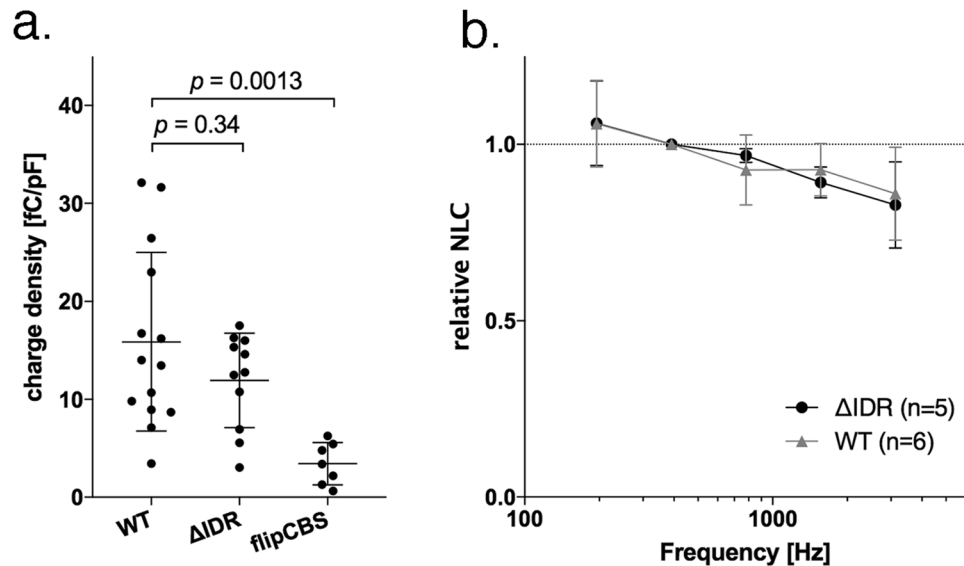 a.
p = 0.0013
p = 0.34
charge density [fC/pF]
40
30
20
10
0
WT
ΔIDR
flipCBS
b.
relative NLC
1.0
0.5
0.0
ΔIDR (n=5)
WT (n=6)
100
1000
Frequency [Hz]